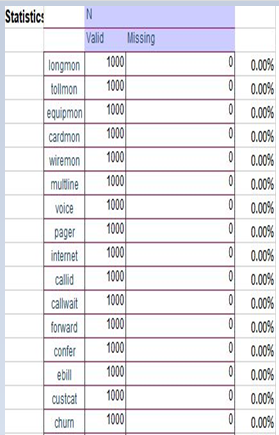 Statistics N
Valid Missing
longmon 1000 0 0.00%
tollmon 1000 0 0.00%
equipmon 1000 0 0.00%
cardmon 1000 0 0.00%
wiremon 1000 0 0.00%
multline 1000 0 0.00%
voice 1000 0 0.00%
pager 1000 0 0.00%
internet 1000 0 0.00%
callid 1000 0 0.00%
callwait 1000 0 0.00%
forward 1000 0 0.00%
confer 1000 0 0.00%
ebill 1000 0 0.00%
custcat 1000 0 0.00%
churn 1000 0 0.00%